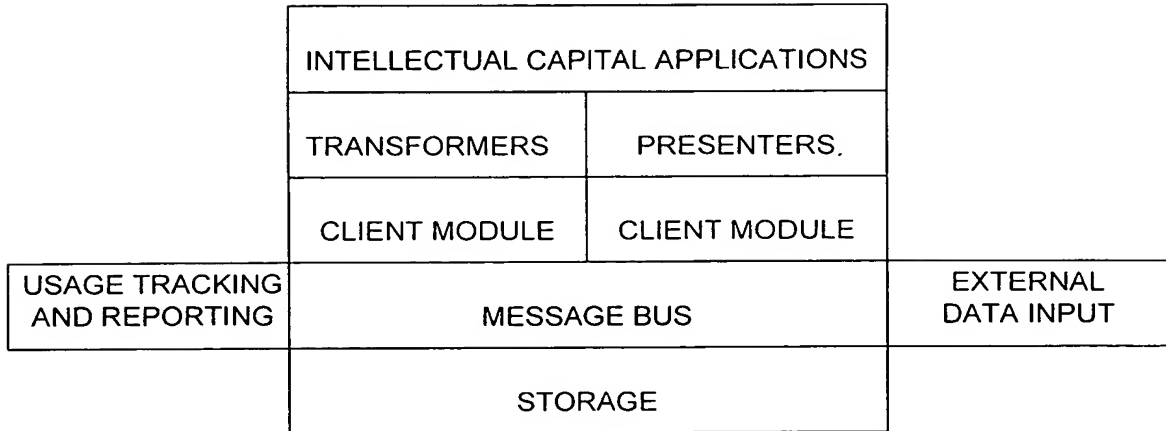 INTELLECTUAL CAPITAL APPLICATIONS
TRANSFORMERS
PRESENTERS.
CLIENT MODULE
CLIENT MODULE
USAGE TRACKING
AND REPORTING
MESSAGE BUS
EXTERNAL
DATA INPUT
STORAGE